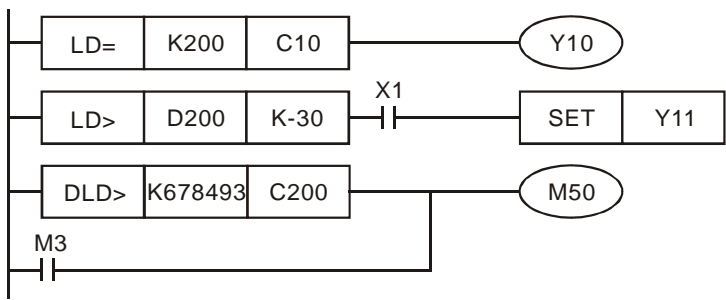 LD= K200 C10 Y10
X1
LD> D200 K-30 SET Y11
DLD> K678493 C200 M50
M3